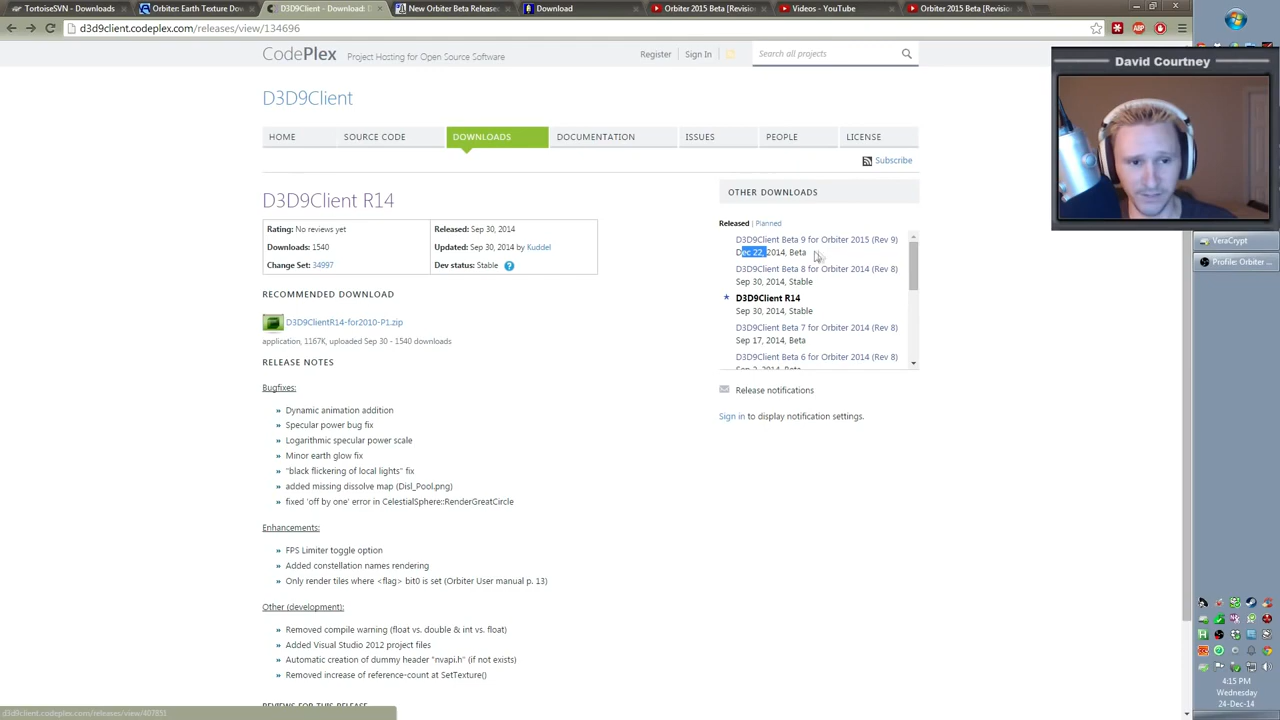 TortoiseSVN - Downloads
Orbiter: Earth Texture Dow
D3D9Client - Download:
New Orbiter Beta Release
Download
Orbiter 2015 Beta [Revision
Videos - YouTube
Orbiter 2015 Beta [Revision
d3d9client.codeplex.com/releases/view/134696
CodePlex Project Hosting for Open Source Software
Register | Sign In
Search all projects
David Courtney
D3D9Client
HOME SOURCE CODE DOWNLOADS DOCUMENTATION ISSUES PEOPLE LICENSE
Subscribe
D3D9Client R14
Rating: No reviews yet
Downloads: 1540
Change Set: 34997
Released: Sep 30, 2014
Updated: Sep 30, 2014 by Kuddel
Dev status: Stable ?
RECOMMENDED DOWNLOAD
D3D9ClientR14-for2010-P1.zip
application, 1167K, uploaded Sep 30 - 1540 downloads
RELEASE NOTES
Bugfixes:
» Dynamic animation addition
» Specular power bug fix
» Logarithmic specular power scale
» Minor earth glow fix
» "black flickering of local lights" fix
» added missing dissolve map (Disl_Pool.png)
» fixed 'off by one' error in CelestialSphere::RenderGreatCircle
Enhancements:
» FPS Limiter toggle option
» Added constellation names rendering
» Only render tiles where <flag> bit0 is set (Orbiter User manual p. 13)
Other (development):
» Removed compile warning (float vs. double & int vs. float)
» Added Visual Studio 2012 project files
» Automatic creation of dummy header "nvapi.h" (if not exists)
» Removed increase of reference-count at SetTexture()
OTHER DOWNLOADS
Released | Planned
D3D9Client Beta 9 for Orbiter 2015 (Rev 9)
Dec 22, 2014, Beta
D3D9Client Beta 8 for Orbiter 2014 (Rev 8)
Sep 30, 2014, Stable
* D3D9Client R14
Sep 30, 2014, Stable
D3D9Client Beta 7 for Orbiter 2014 (Rev 8)
Sep 17, 2014, Beta
D3D9Client Beta 6 for Orbiter 2014 (Rev 8)
Release notifications
Sign in to display notification settings.
VeraCrypt
Profile: Orbiter ...
d3d9client.codeplex.com/releases/view/407851
4:15 PM
Wednesday
24-Dec-14